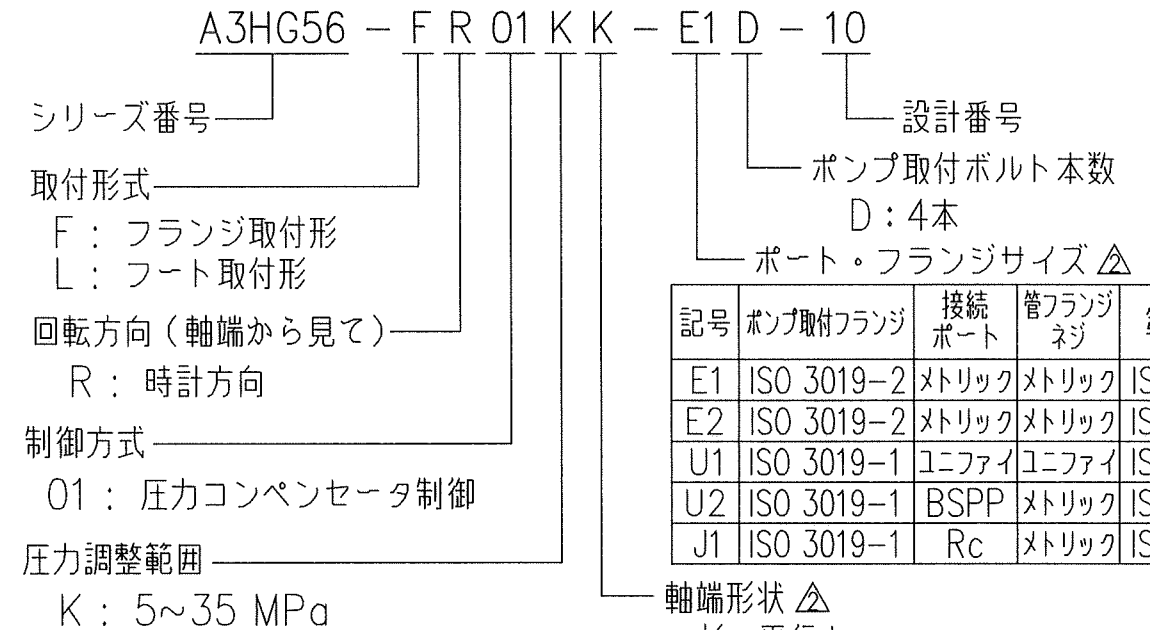 A3HG56 - F R 01 K K - E1 D - 10
シリーズ番号
取付形式
F : フランジ取付形
L : フート取付形
回転方向(軸端から見て)
R : 時計方向
制御方式
01 : 圧力コンペンセータ制御
圧力調整範囲
K : 5~35 MPa
設計番号
ポンプ取付ボルト本数
D : 4本
ポート・フランジサイズ 2
記号 ポンプ取付フランジ 接続ポート 管フランジネジ
E1 ISO 3019-2 メトリック メトリック IS
E2 ISO 3019-2 メトリック メトリック IS
U1 ISO 3019-1 ユニファイ ユニファイ IS
U2 ISO 3019-1 BSPP メトリック IS
J1 ISO 3019-1 Rc メトリック IS
軸端形状 2